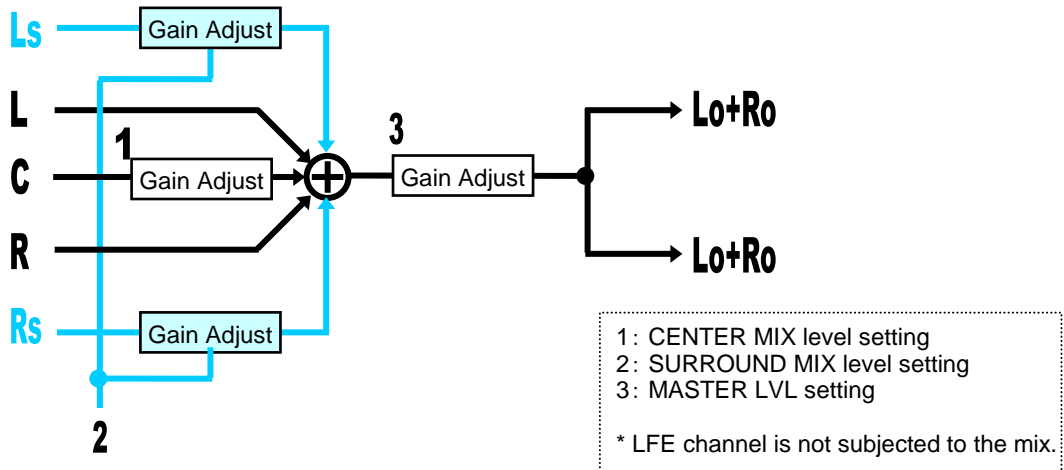 Ls Gain Adjust
L Lo+Ro
3
1
C Gain Adjust Gain Adjust
R Lo+Ro
Rs Gain Adjust
1: CENTER MIX level setting
2: SURROUND MIX level setting
3: MASTER LVL setting
2
* LFE channel is not subjected to the mix.